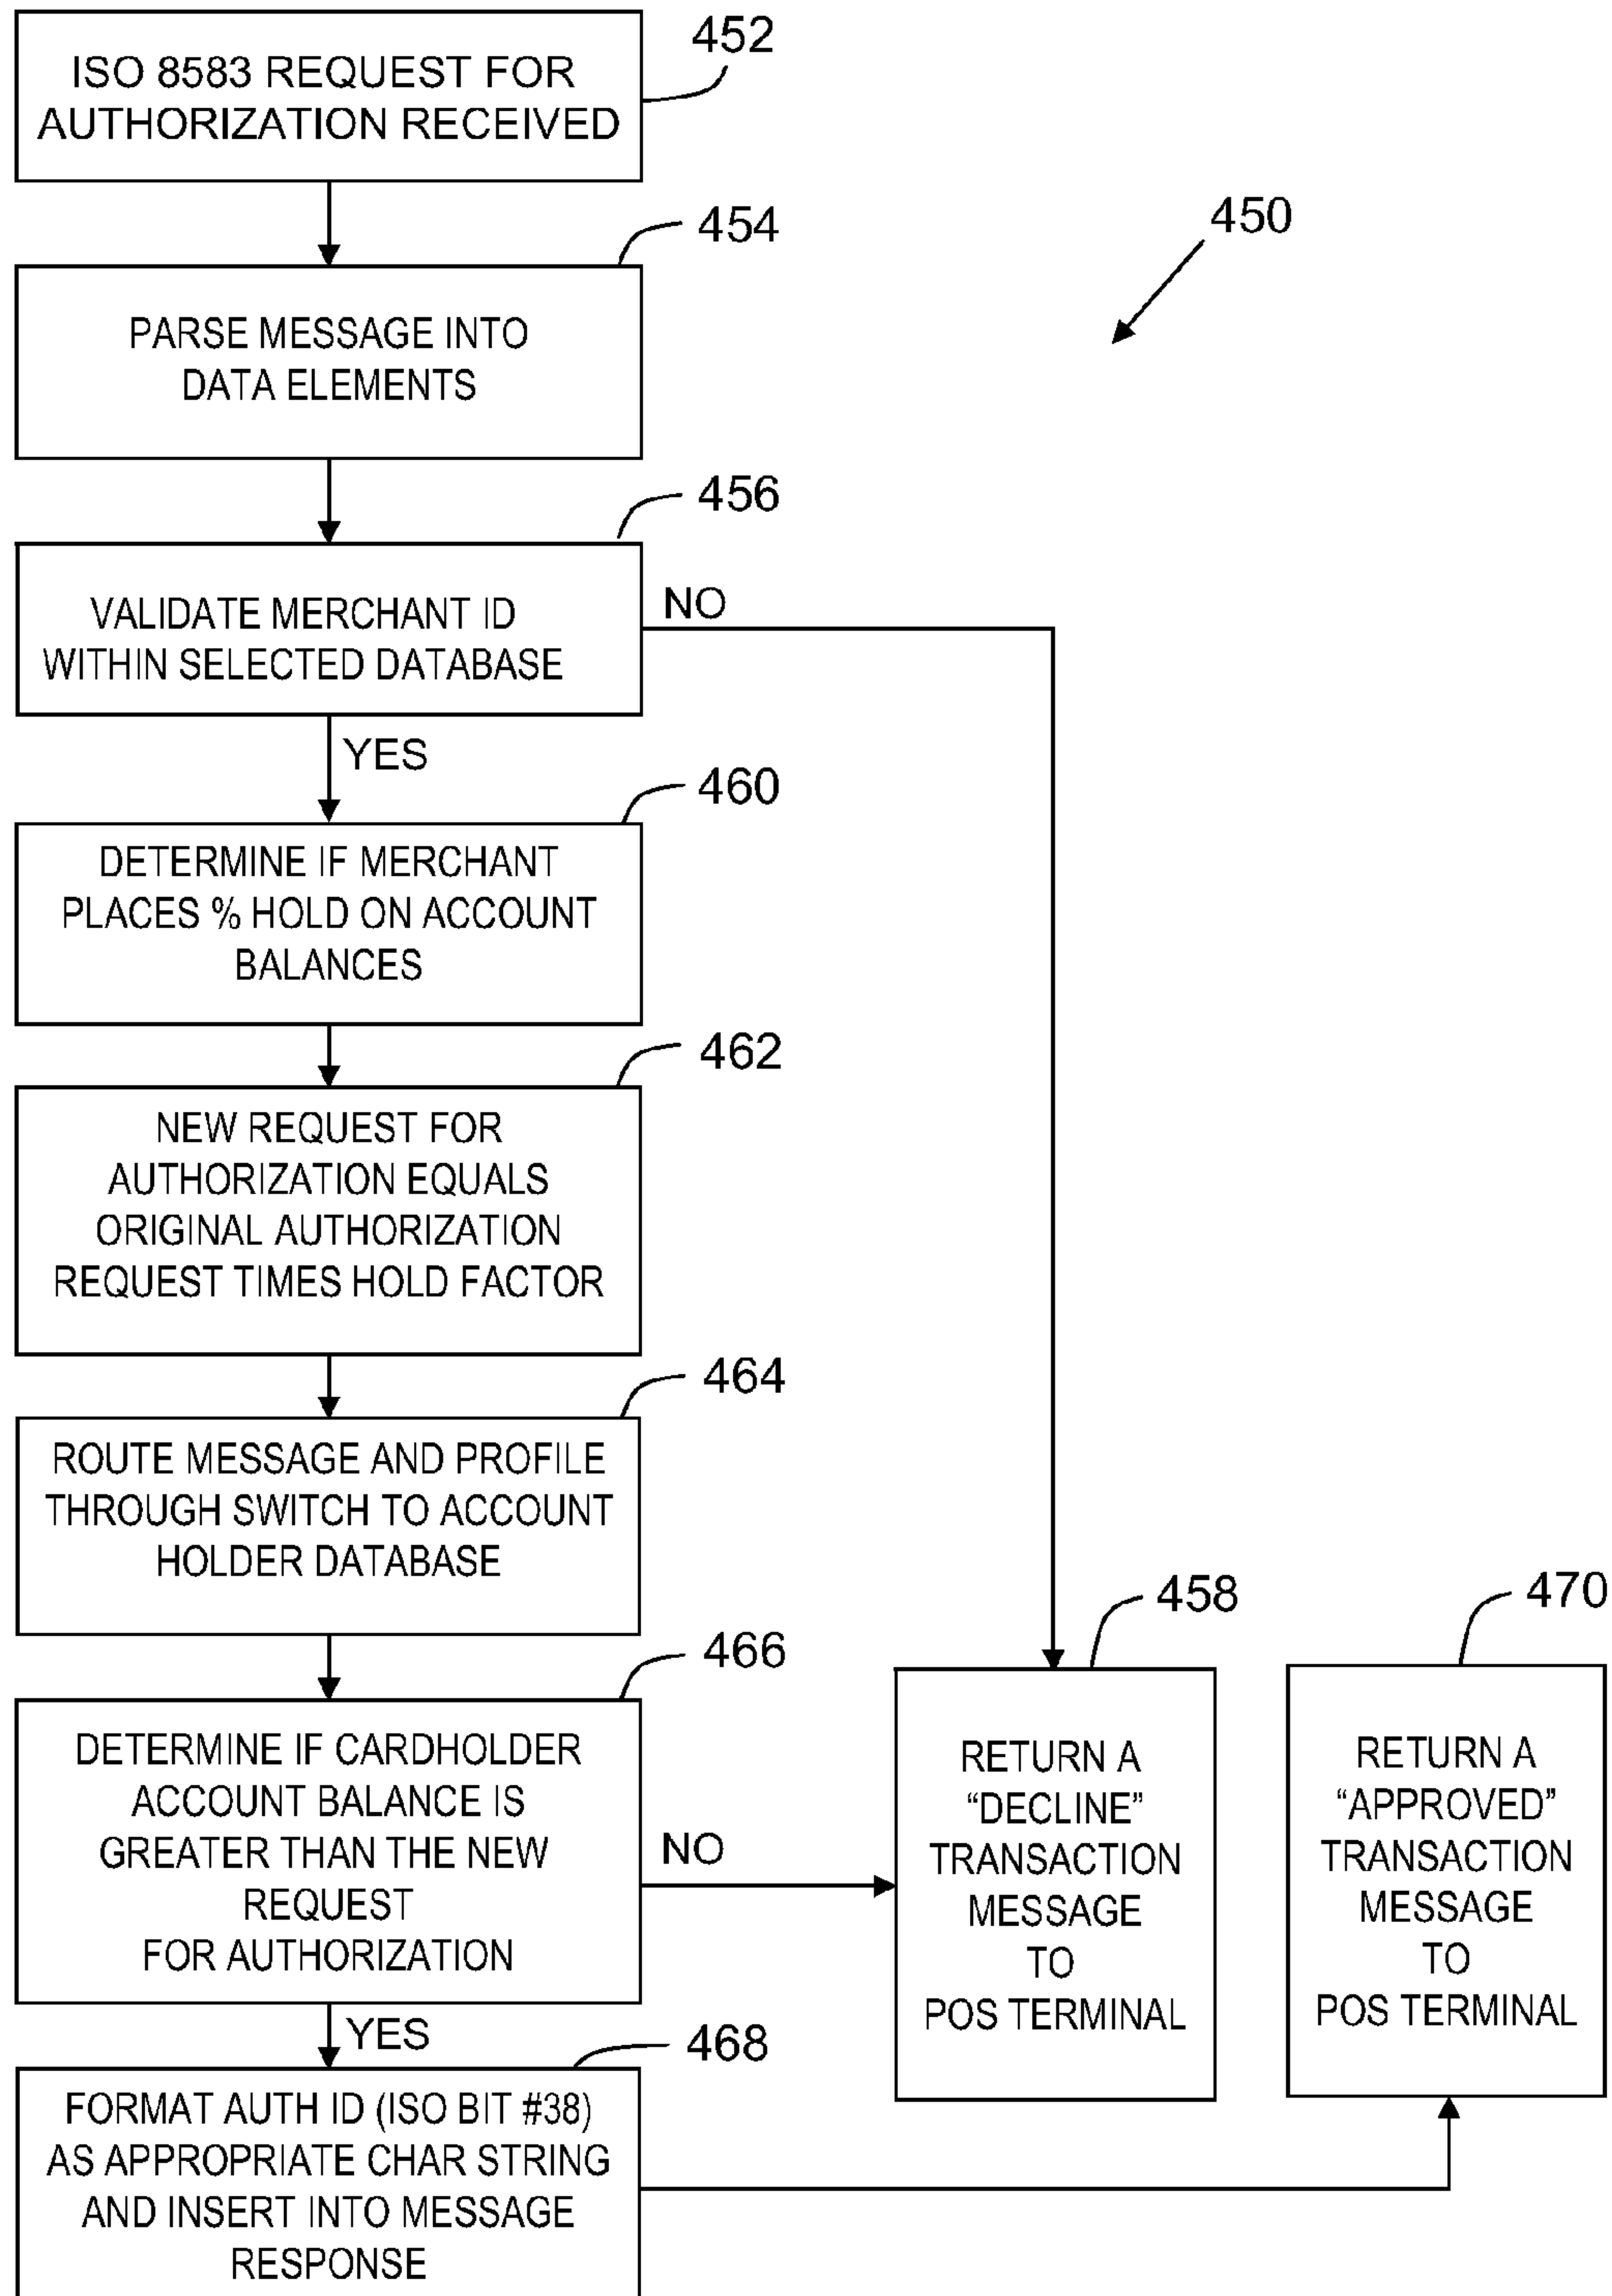 ISO 8583 REQUEST FOR
AUTHORIZATION RECEIVED
452
450
454
PARSE MESSAGE INTO
DATA ELEMENTS
456
VALIDATE MERCHANT ID
WITHIN SELECTED DATABASE
NO
YES
460
DETERMINE IF MERCHANT
PLACES % HOLD ON ACCOUNT
BALANCES
462
NEW REQUEST FOR
AUTHORIZATION EQUALS
ORIGINAL AUTHORIZATION
REQUEST TIMES HOLD FACTOR
464
ROUTE MESSAGE AND PROFILE
THROUGH SWITCH TO ACCOUNT
HOLDER DATABASE
466
DETERMINE IF CARDHOLDER
ACCOUNT BALANCE IS
GREATER THAN THE NEW
REQUEST
FOR AUTHORIZATION
NO
YES
458
RETURN A
“DECLINE”
TRANSACTION
MESSAGE
TO
POS TERMINAL
470
RETURN A
“APPROVED”
TRANSACTION
MESSAGE
TO
POS TERMINAL
468
FORMAT AUTH ID (ISO BIT #38)
AS APPROPRIATE CHAR STRING
AND INSERT INTO MESSAGE
RESPONSE